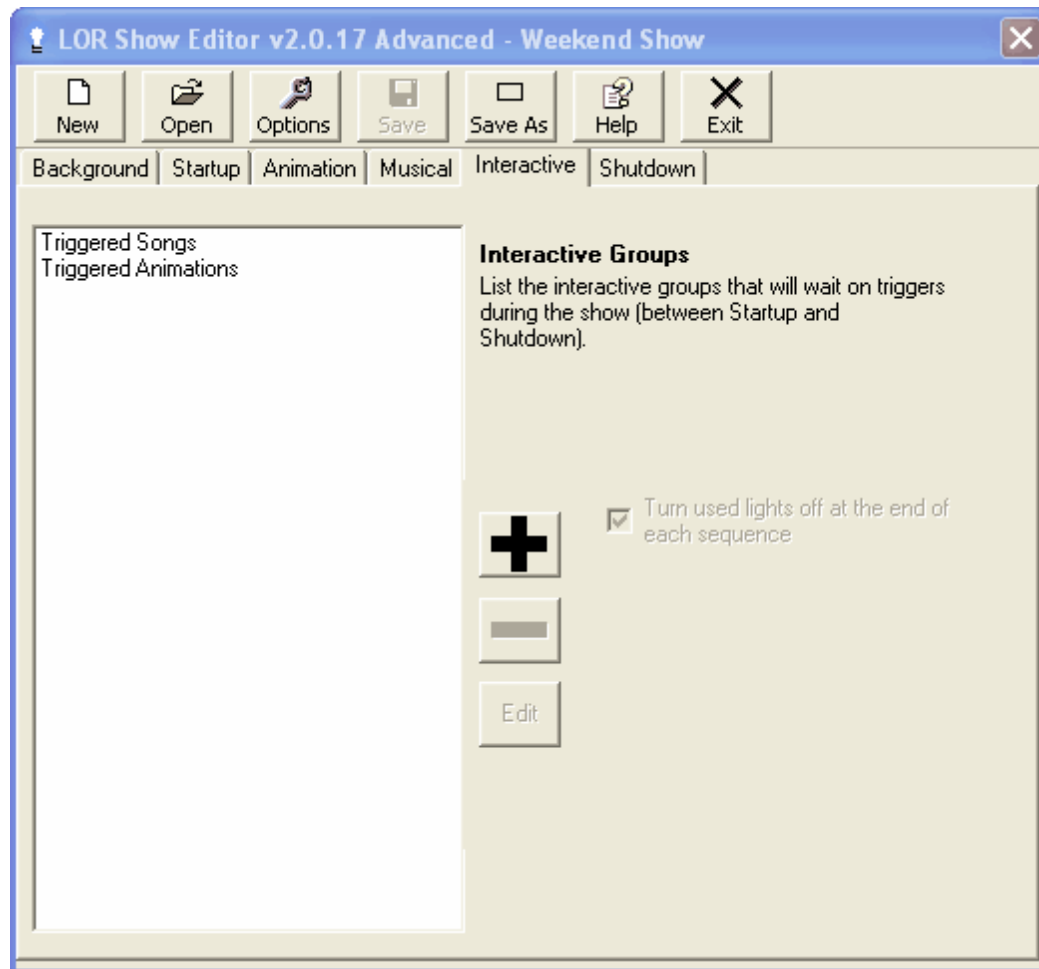 LOR Show Editor v2.0.17 Advanced - Weekend Show
New Open Options Save Save As Help Exit
Background Startup Animation Musical Interactive Shutdown
Triggered Songs
Triggered Animations
Interactive Groups
List the interactive groups that will wait on triggers
during the show (between Startup and
Shutdown).
Turn used lights off at the end of
each sequence
Edit